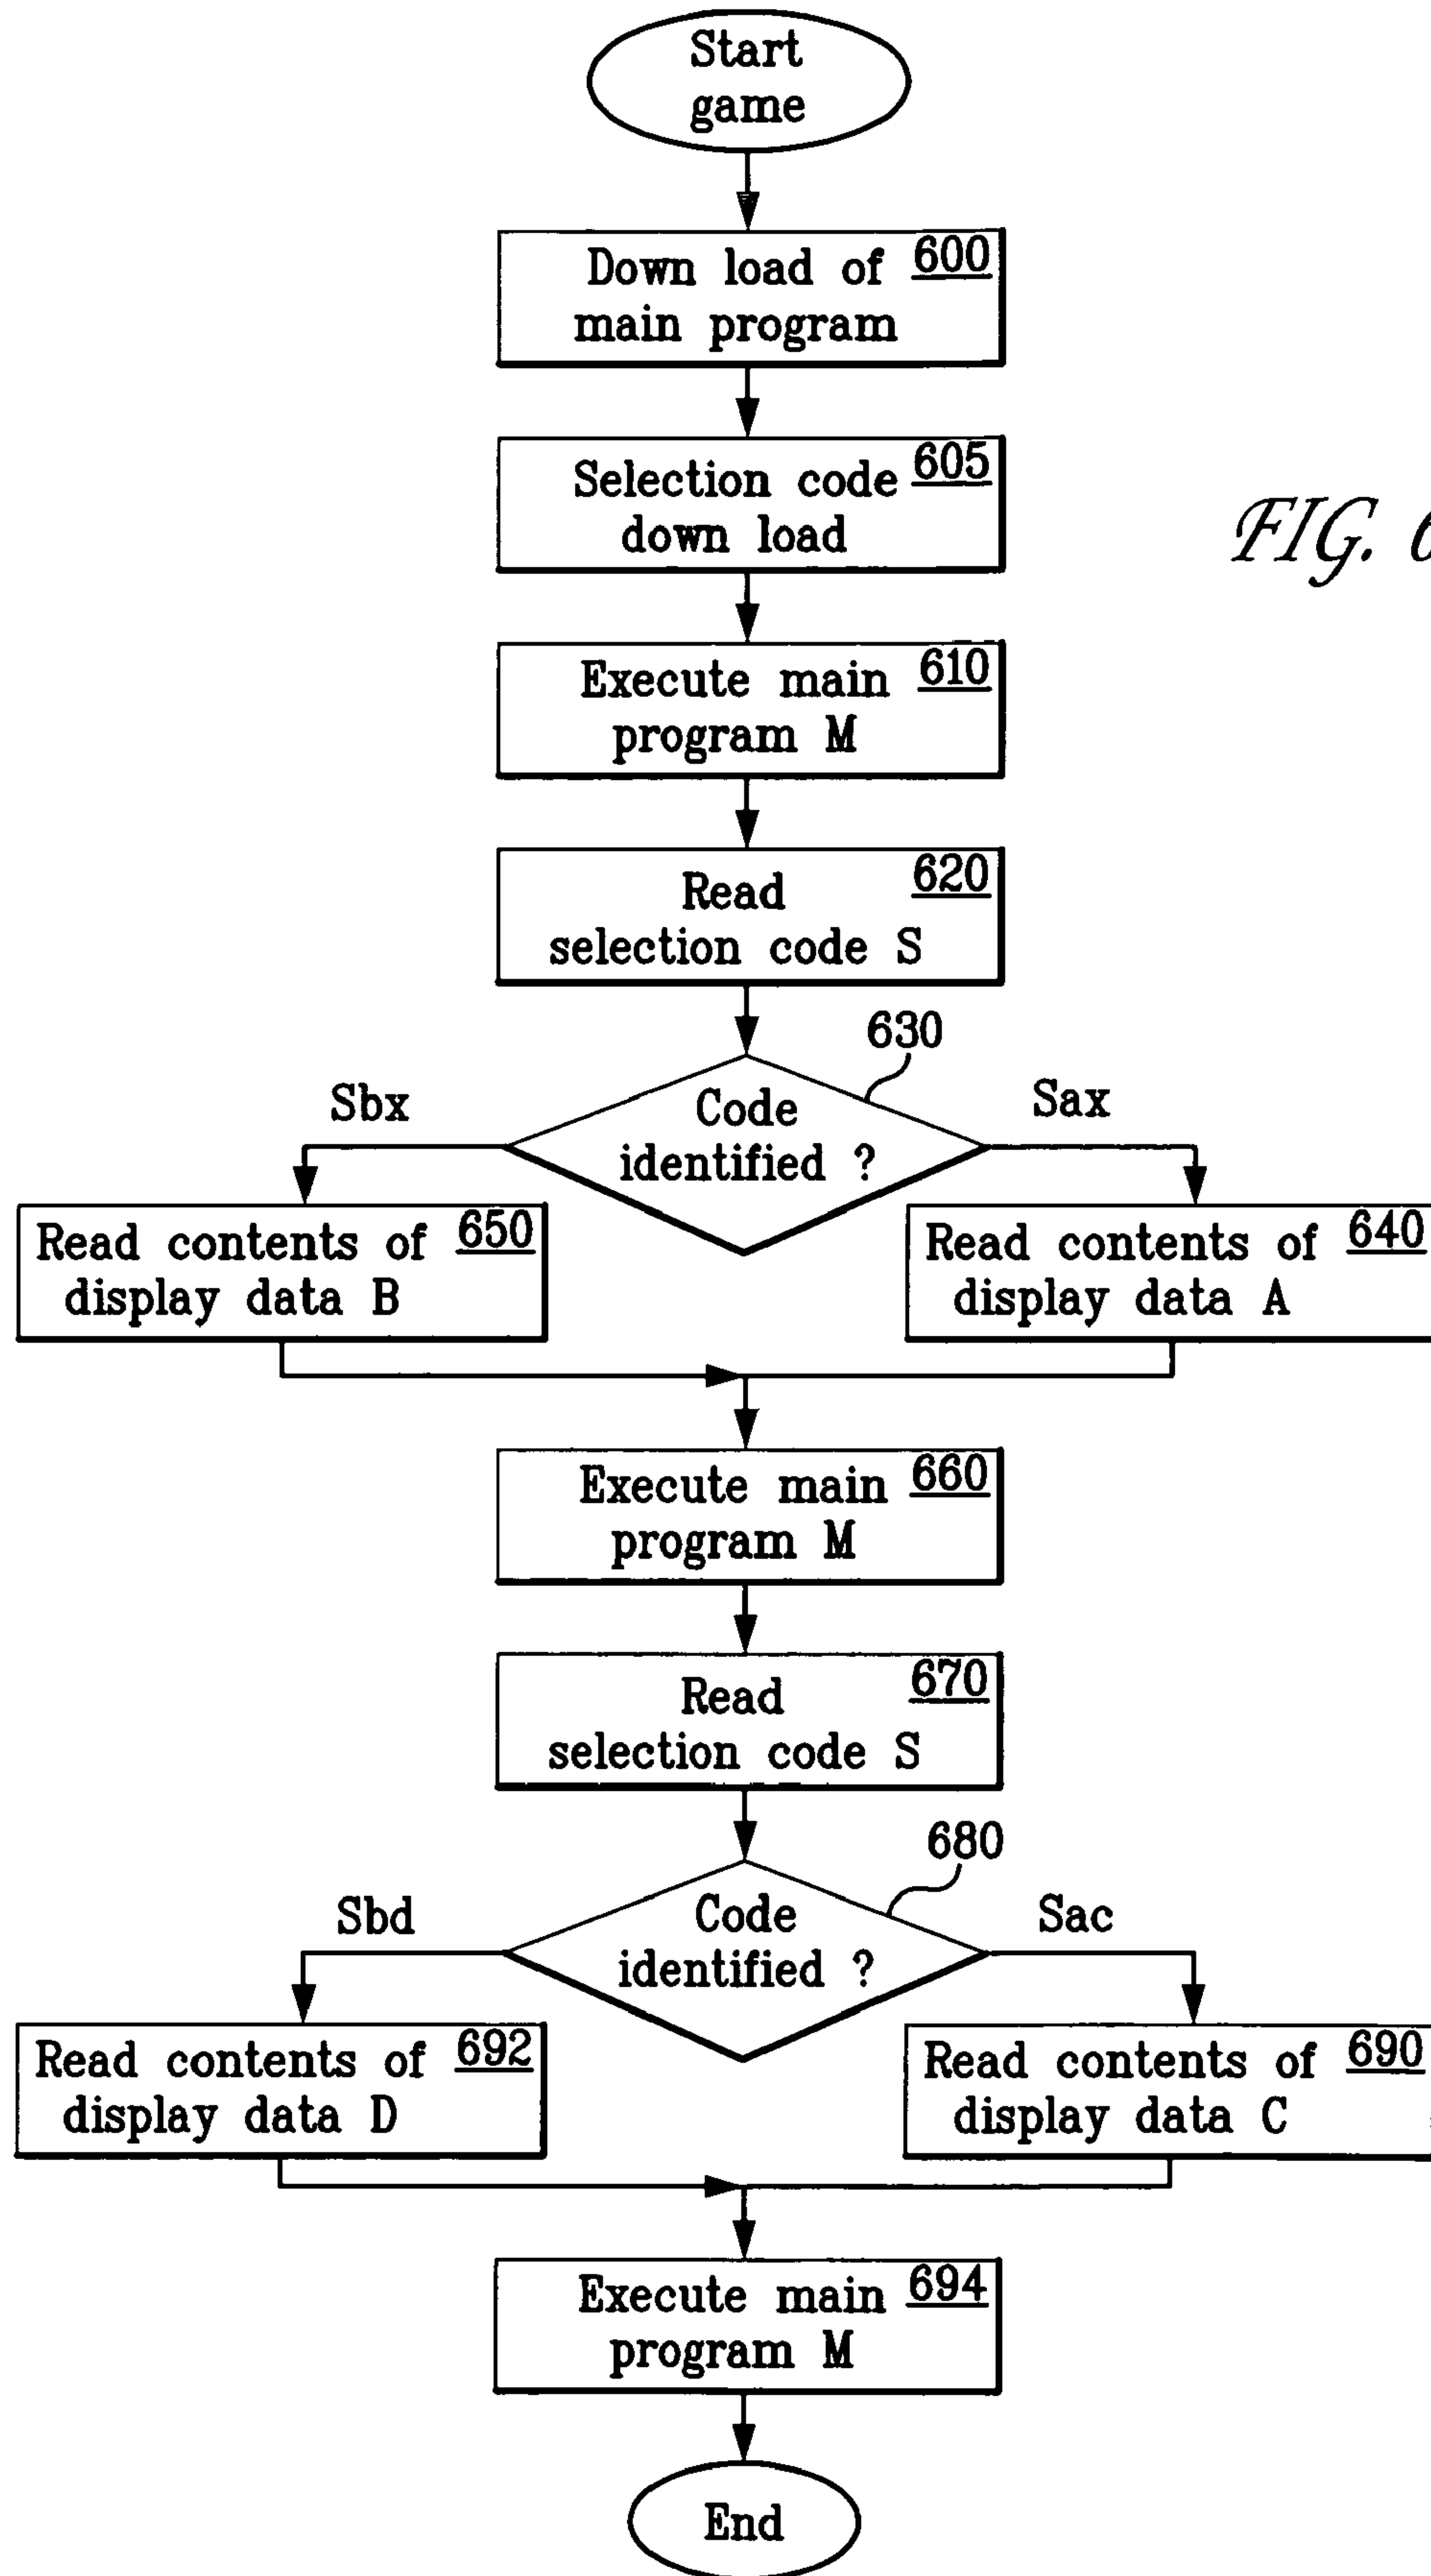 Start
game
Down load of 600
main program
Selection code 605
down load
FIG. 6
Execute main 610
program M
Read 620
selection code S
630
Code
identified ?
Sbx
Sax
Read contents of 650
display data B
Read contents of 640
display data A
Execute main 660
program M
Read 670
selection code S
680
Code
identified ?
Sbd
Sac
Read contents of 692
display data D
Read contents of 690
display data C
Execute main 694
program M
End